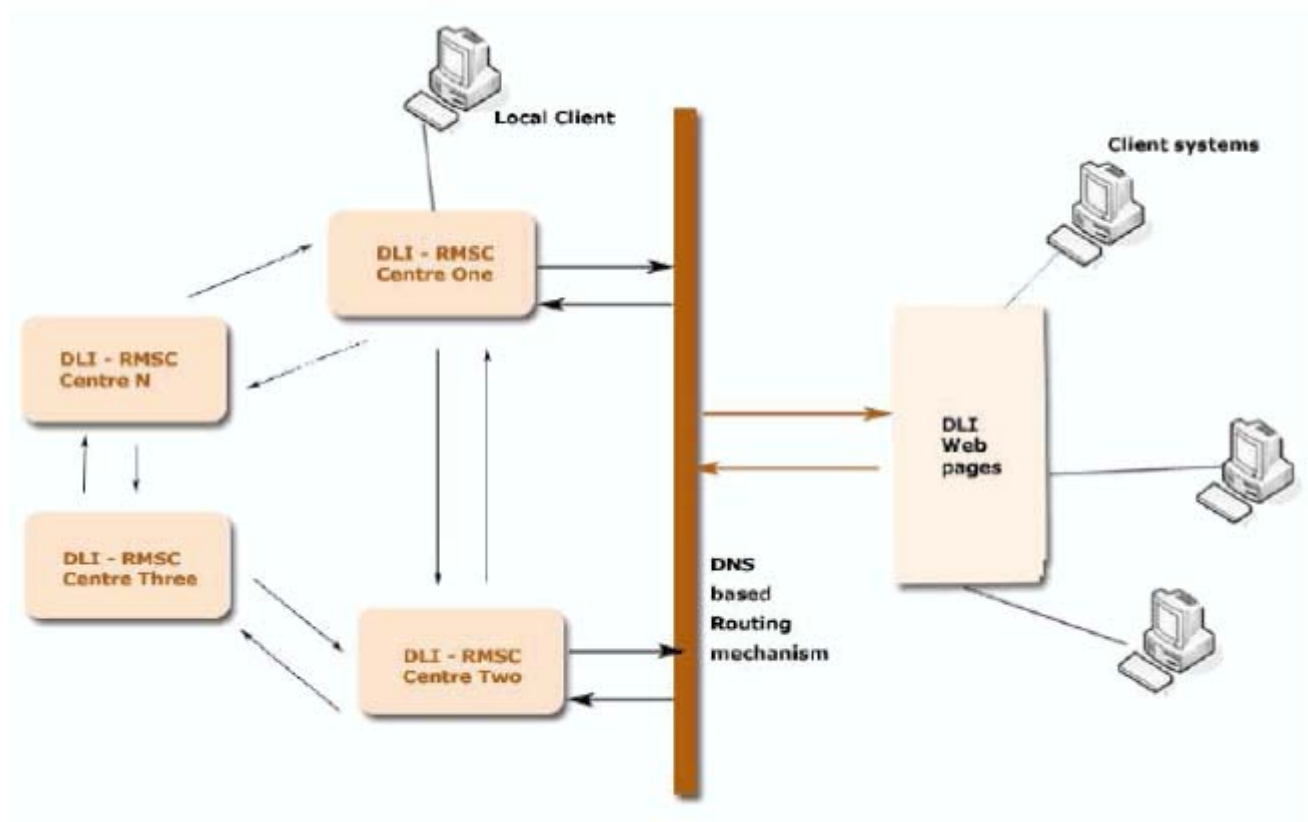 Local Client
Client systems
DLI - RMSC
Centre One
DLI - RMSC
Centre N
DLI
Web
pages
DLI - RMSC
Centre Three
DNS
based
Routing
mechanism
DLI - RMSC
Centre Two